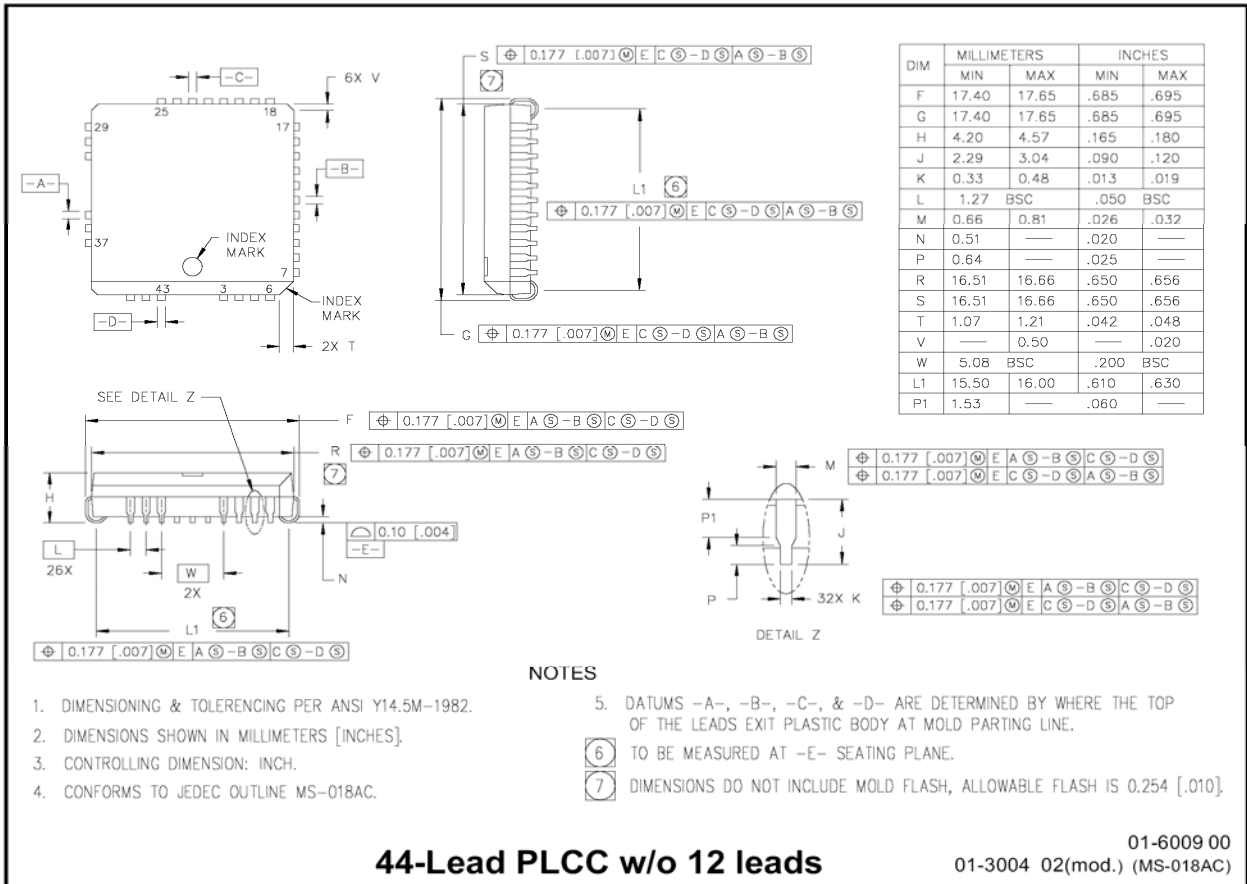 S ⌖ 0.177 [.007] Ⓜ E C Ⓢ -D Ⓢ A Ⓢ -B Ⓢ
7
-C-
6X V
25 18
29 17
-A-
-B-
37
INDEX
MARK
7
43 3 6
INDEX
MARK
-D-
2X T
L1 6
⌖ 0.177 [.007] Ⓜ E C Ⓢ -D Ⓢ A Ⓢ -B Ⓢ
G ⌖ 0.177 [.007] Ⓜ E C Ⓢ -D Ⓢ A Ⓢ -B Ⓢ
DIM MILLIMETERS INCHES
MIN MAX MIN MAX
F 17.40 17.65 .685 .695
G 17.40 17.65 .685 .695
H 4.20 4.57 .165 .180
J 2.29 3.04 .090 .120
K 0.33 0.48 .013 .019
L 1.27 BSC .050 BSC
M 0.66 0.81 .026 .032
N 0.51 — .020 —
P 0.64 — .025 —
R 16.51 16.66 .650 .656
S 16.51 16.66 .650 .656
T 1.07 1.21 .042 .048
V — 0.50 — .020
W 5.08 BSC .200 BSC
L1 15.50 16.00 .610 .630
P1 1.53 — .060 —
SEE DETAIL Z
F ⌖ 0.177 [.007] Ⓜ E A Ⓢ -B Ⓢ C Ⓢ -D Ⓢ
R ⌖ 0.177 [.007] Ⓜ E A Ⓢ -B Ⓢ C Ⓢ -D Ⓢ
7
H
⌓ 0.10 [.004]
-E-
L
26X
W
2X
N
6
L1
⌖ 0.177 [.007] Ⓜ E A Ⓢ -B Ⓢ C Ⓢ -D Ⓢ
M ⌖ 0.177 [.007] Ⓜ E A Ⓢ -B Ⓢ C Ⓢ -D Ⓢ
⌖ 0.177 [.007] Ⓜ E C Ⓢ -D Ⓢ A Ⓢ -B Ⓢ
P1
J
P
32X K
⌖ 0.177 [.007] Ⓜ E A Ⓢ -B Ⓢ C Ⓢ -D Ⓢ
⌖ 0.177 [.007] Ⓜ E C Ⓢ -D Ⓢ A Ⓢ -B Ⓢ
DETAIL Z
NOTES
1. DIMENSIONING & TOLERENCING PER ANSI Y14.5M-1982.
2. DIMENSIONS SHOWN IN MILLIMETERS [INCHES].
3. CONTROLLING DIMENSION: INCH.
4. CONFORMS TO JEDEC OUTLINE MS-018AC.
5. DATUMS -A-, -B-, -C-, & -D- ARE DETERMINED BY WHERE THE TOP
OF THE LEADS EXIT PLASTIC BODY AT MOLD PARTING LINE.
6 TO BE MEASURED AT -E- SEATING PLANE.
7 DIMENSIONS DO NOT INCLUDE MOLD FLASH, ALLOWABLE FLASH IS 0.254 [.010].
44-Lead PLCC w/o 12 leads
01-6009 00
01-3004 02(mod.) (MS-018AC)